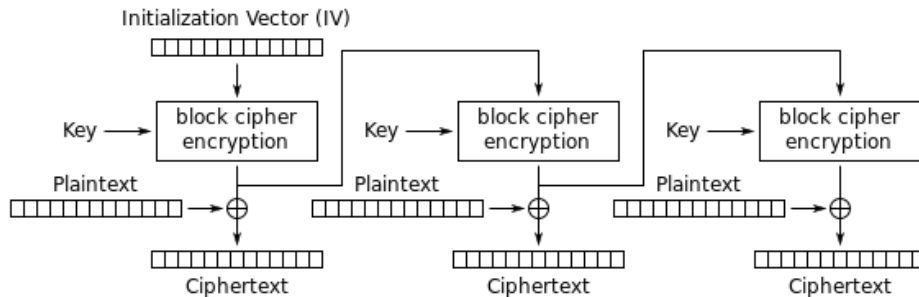 Initialization Vector (IV)
Key
block cipher
encryption
Key
block cipher
encryption
Key
block cipher
encryption
Plaintext
Plaintext
Plaintext
Ciphertext
Ciphertext
Ciphertext